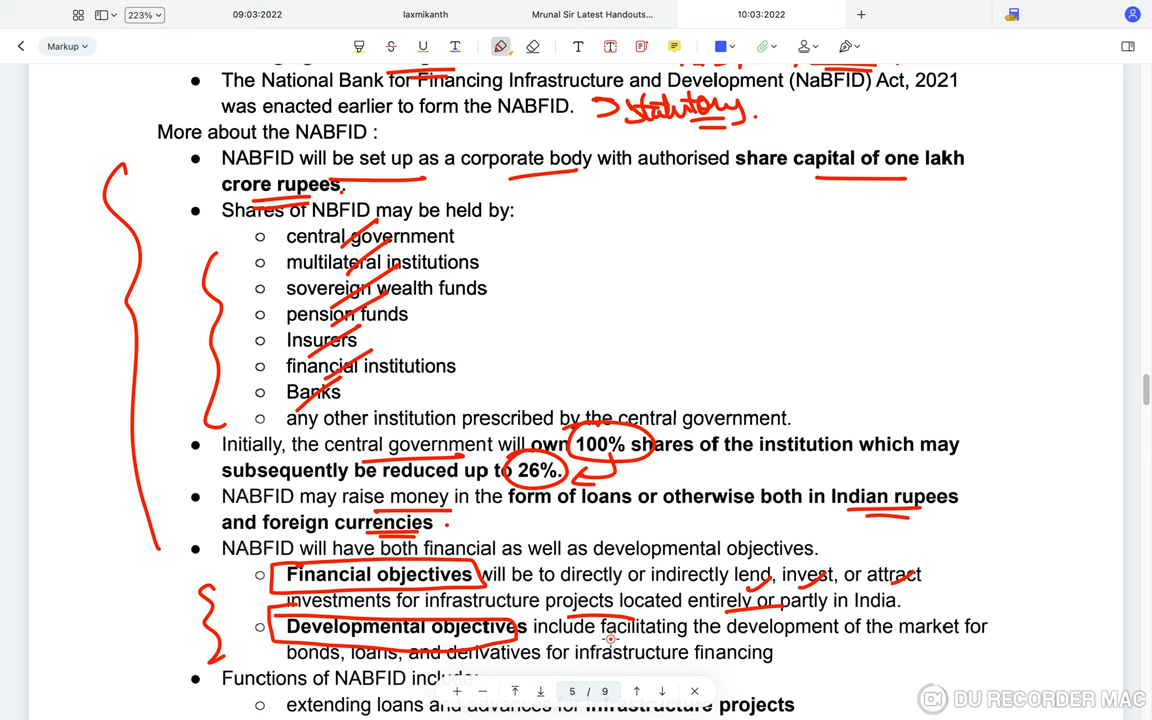 223%
09:03:2022
laxmikanth
Mrunal Sir Latest Handouts...
10:03:2022
Markup
The National Bank for Financing Infrastructure and Development (NaBFID) Act, 2021
was enacted earlier to form the NABFID.
statutory.
More about the NABFID :
NABFID will be set up as a corporate body with authorised share capital of one lakh
crore rupees.
Shares of NBFID may be held by:
central government
multilateral institutions
sovereign wealth funds
pension funds
Insurers
financial institutions
Banks
any other institution prescribed by the central government.
Initially, the central government will own 100% shares of the institution which may
subsequently be reduced up to 26%.
NABFID may raise money in the form of loans or otherwise both in Indian rupees
and foreign currencies
NABFID will have both financial as well as developmental objectives.
Financial objectives will be to directly or indirectly lend, invest, or attract
investments for infrastructure projects located entirely or partly in India.
Developmental objectives include facilitating the development of the market for
bonds, loans, and derivatives for infrastructure financing
Functions of NABFID include:
5 / 9
extending loans and advances for infrastructure projects
DU RECORDER MAC